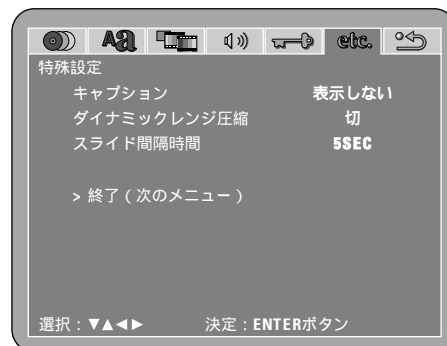 Aa etc.
特殊設定
キャプション 表示しない
ダイナミックレンジ圧縮 切
スライド間隔時間 5SEC
> 終了(次のメニュー)
選択:▼▲◀▶ 決定:ENTERボタン